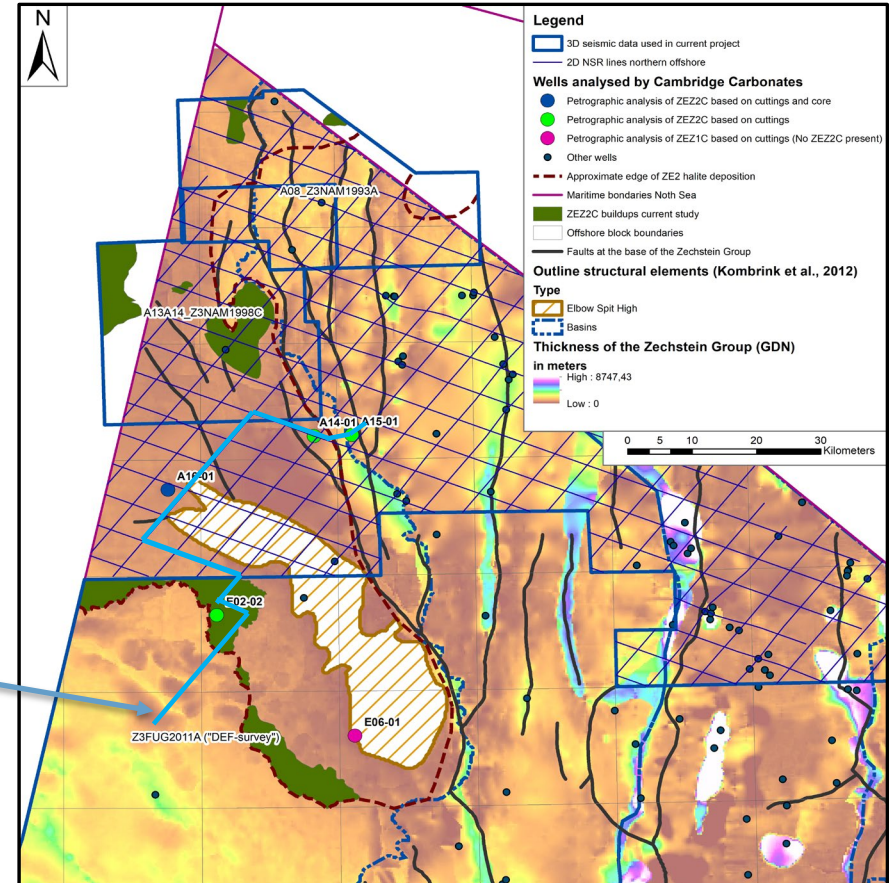 N
Legend
3D seismic data used in current project
2D NSR lines northern offshore
Wells analysed by Cambridge Carbonates
Petrographic analysis of ZEZ2C based on cuttings and core
Petrographic analysis of ZEZ2C based on cuttings
Petrographic analysis of ZEZ1C based on cuttings (No ZEZ2C present)
Other wells
Approximate edge of ZE2 halite deposition
Maritime bondaries Noth Sea
ZEZ2C buildups current study
Offshore block boundaries
Faults at the base of the Zechstein Group
Outline structural elements (Kombrink et al., 2012)
Type
Elbow Spit High
Basins
Thickness of the Zechstein Group (GDN)
in meters
High : 8747,43
Low : 0
0 5 10 20 30
Kilometers
A08_Z3NAM1993A
A13A14_Z3NAM1998C
A14-01 A15-01
A16-01
E02-02
E06-01
Z3FUG2011A ("DEF-survey")